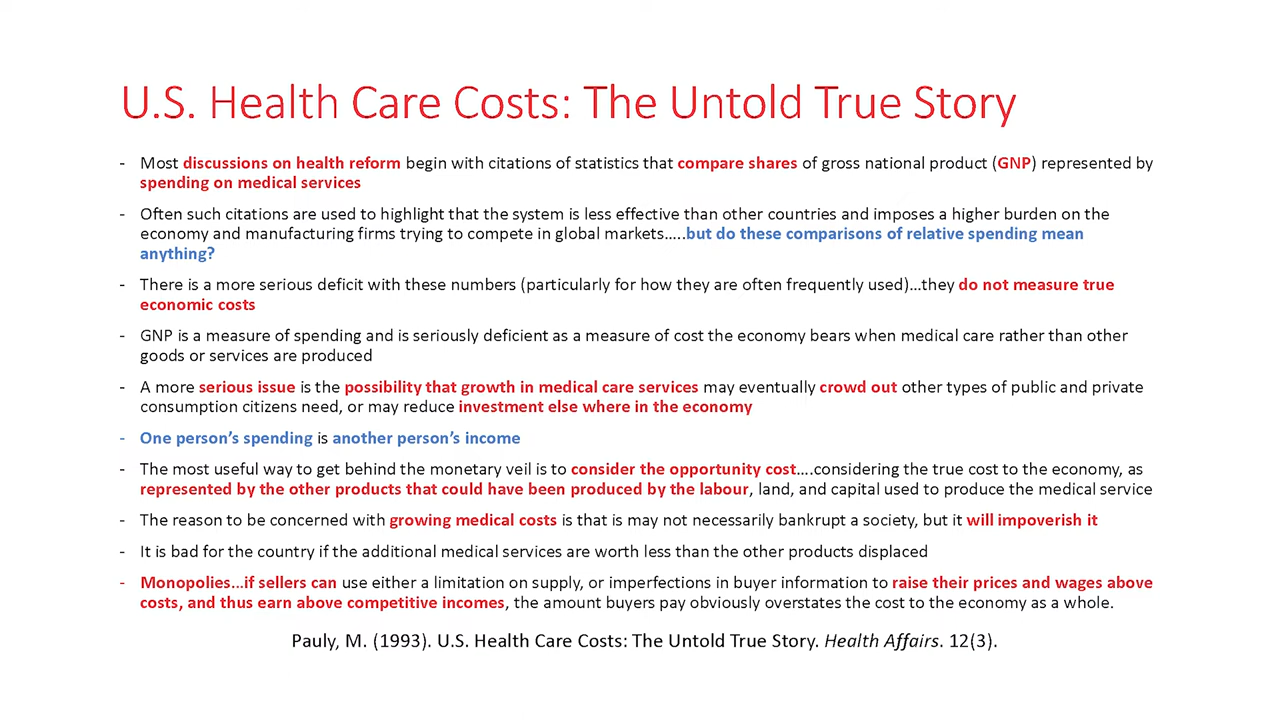 U.S. Health Care Costs: The Untold True Story
- Most discussions on health reform begin with citations of statistics that compare shares of gross national product (GNP) represented by
spending on medical services
- Often such citations are used to highlight that the system is less effective than other countries and imposes a higher burden on the
economy and manufacturing firms trying to compete in global markets…..but do these comparisons of relative spending mean
anything?
- There is a more serious deficit with these numbers (particularly for how they are often frequently used)…they do not measure true
economic costs
- GNP is a measure of spending and is seriously deficient as a measure of cost the economy bears when medical care rather than other
goods or services are produced
- A more serious issue is the possibility that growth in medical care services may eventually crowd out other types of public and private
consumption citizens need, or may reduce investment else where in the economy
- One person’s spending is another person’s income
- The most useful way to get behind the monetary veil is to consider the opportunity cost….considering the true cost to the economy, as
represented by the other products that could have been produced by the labour, land, and capital used to produce the medical service
- The reason to be concerned with growing medical costs is that is may not necessarily bankrupt a society, but it will impoverish it
- It is bad for the country if the additional medical services are worth less than the other products displaced
- Monopolies…if sellers can use either a limitation on supply, or imperfections in buyer information to raise their prices and wages above
costs, and thus earn above competitive incomes, the amount buyers pay obviously overstates the cost to the economy as a whole.
Pauly, M. (1993). U.S. Health Care Costs: The Untold True Story. Health Affairs. 12(3).